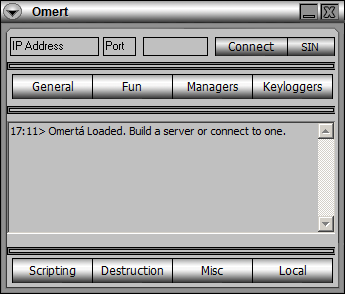 Omert
IP Address Port Connect SIN
General Fun Managers Keyloggers
17:11> Omertá Loaded. Build a server or connect to one.
Scripting Destruction Misc Local